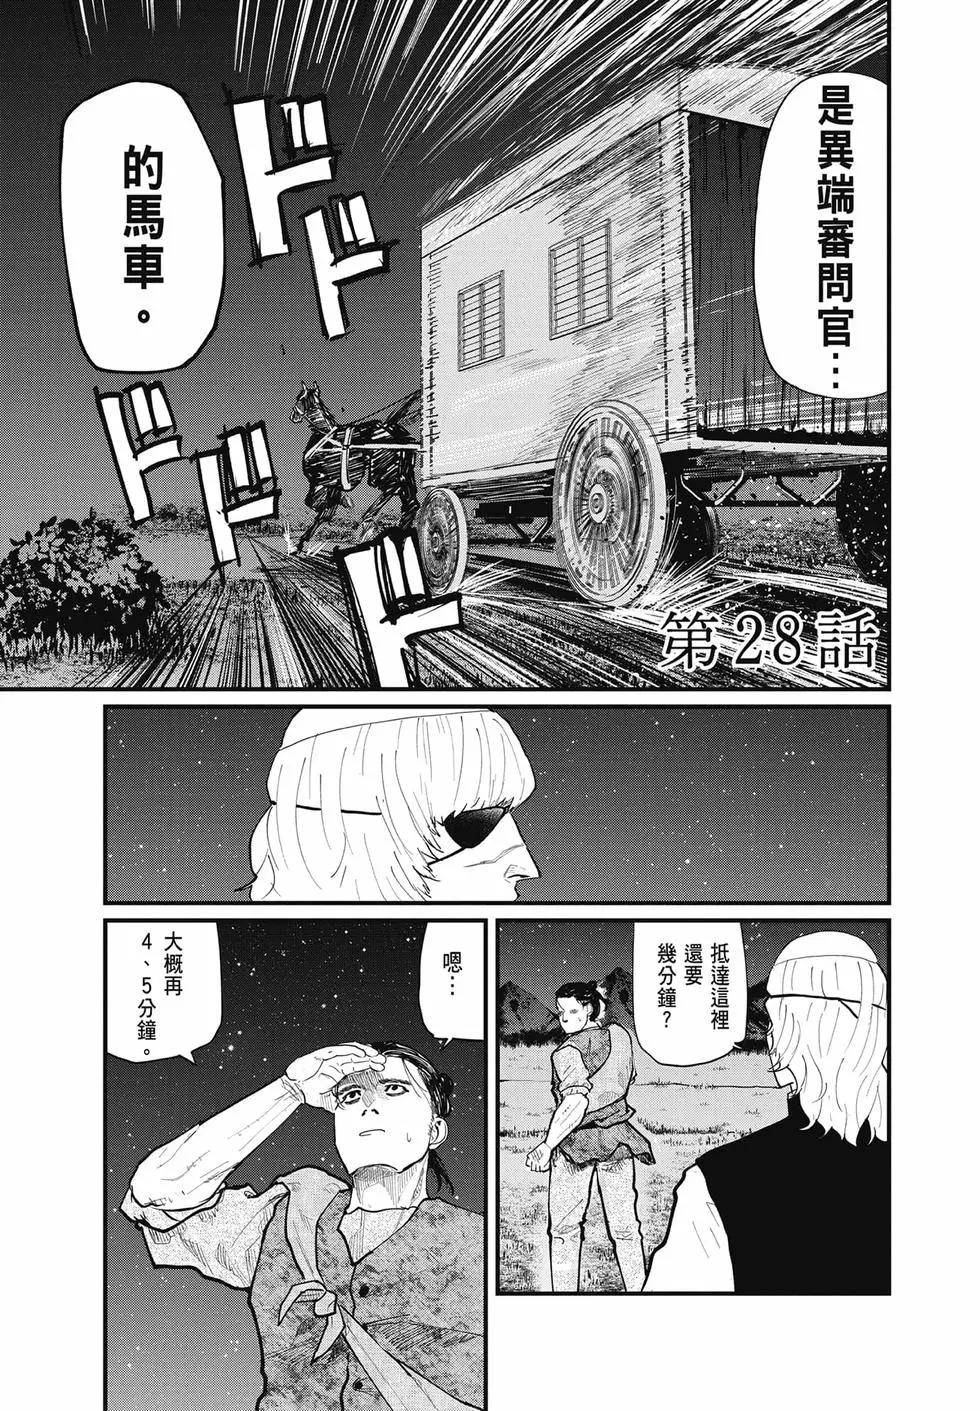 是異端審問官…
的馬車。
ドド
ドド
ドド
第28話
抵達這裡
還要
幾分鐘？
嗯…
大概再
4、5分鐘。